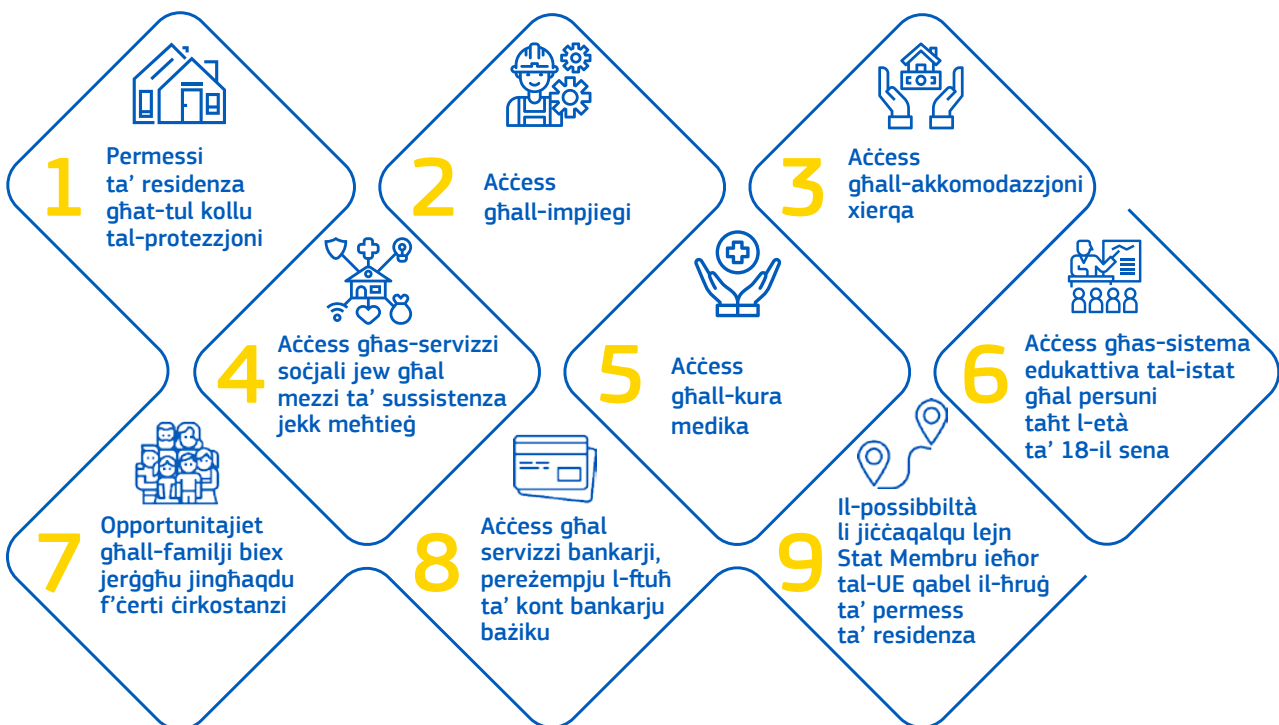 1
Permessi
ta’ residenza
għat-tul kollu
tal-protezzjoni
2
Aċċess
għall-impjiegi
3
Aċċess
għall-akkomodazzjoni
xierqa
4
Aċċess għas-servizzi
soċjali jew għal
mezzi ta’ sussistenza
jekk meħtieġ
5
Aċċess
għall-kura
medika
6
Aċċess għas-sistema
edukattiva tal-istat
għal persuni
taħt l-età
ta’ 18-il sena
7
Opportunitajiet
għall-familji biex
jerġgħu jingħaqdu
f’ċerti ċirkostanzi
8
Aċċess għal
servizzi bankarji,
pereżempju l-ftuħ
ta’ kont bankarju
bażiku
9
Il-possibbiltà
li jiċċaqalqu lejn
Stat Membru ieħor
tal-UE qabel il-ħruġ
ta’ permess
ta’ residenza